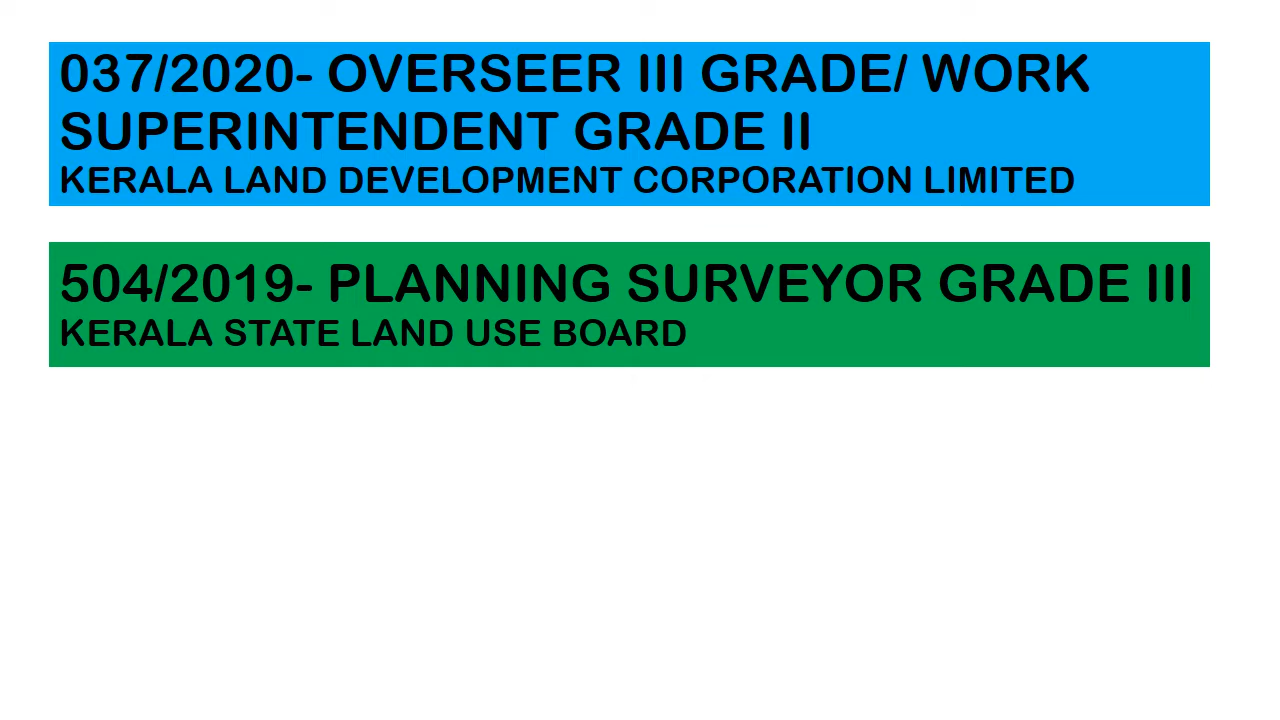 037/2020- OVERSEER III GRADE/ WORK
SUPERINTENDENT GRADE II
KERALA LAND DEVELOPMENT CORPORATION LIMITED
504/2019- PLANNING SURVEYOR GRADE III
KERALA STATE LAND USE BOARD